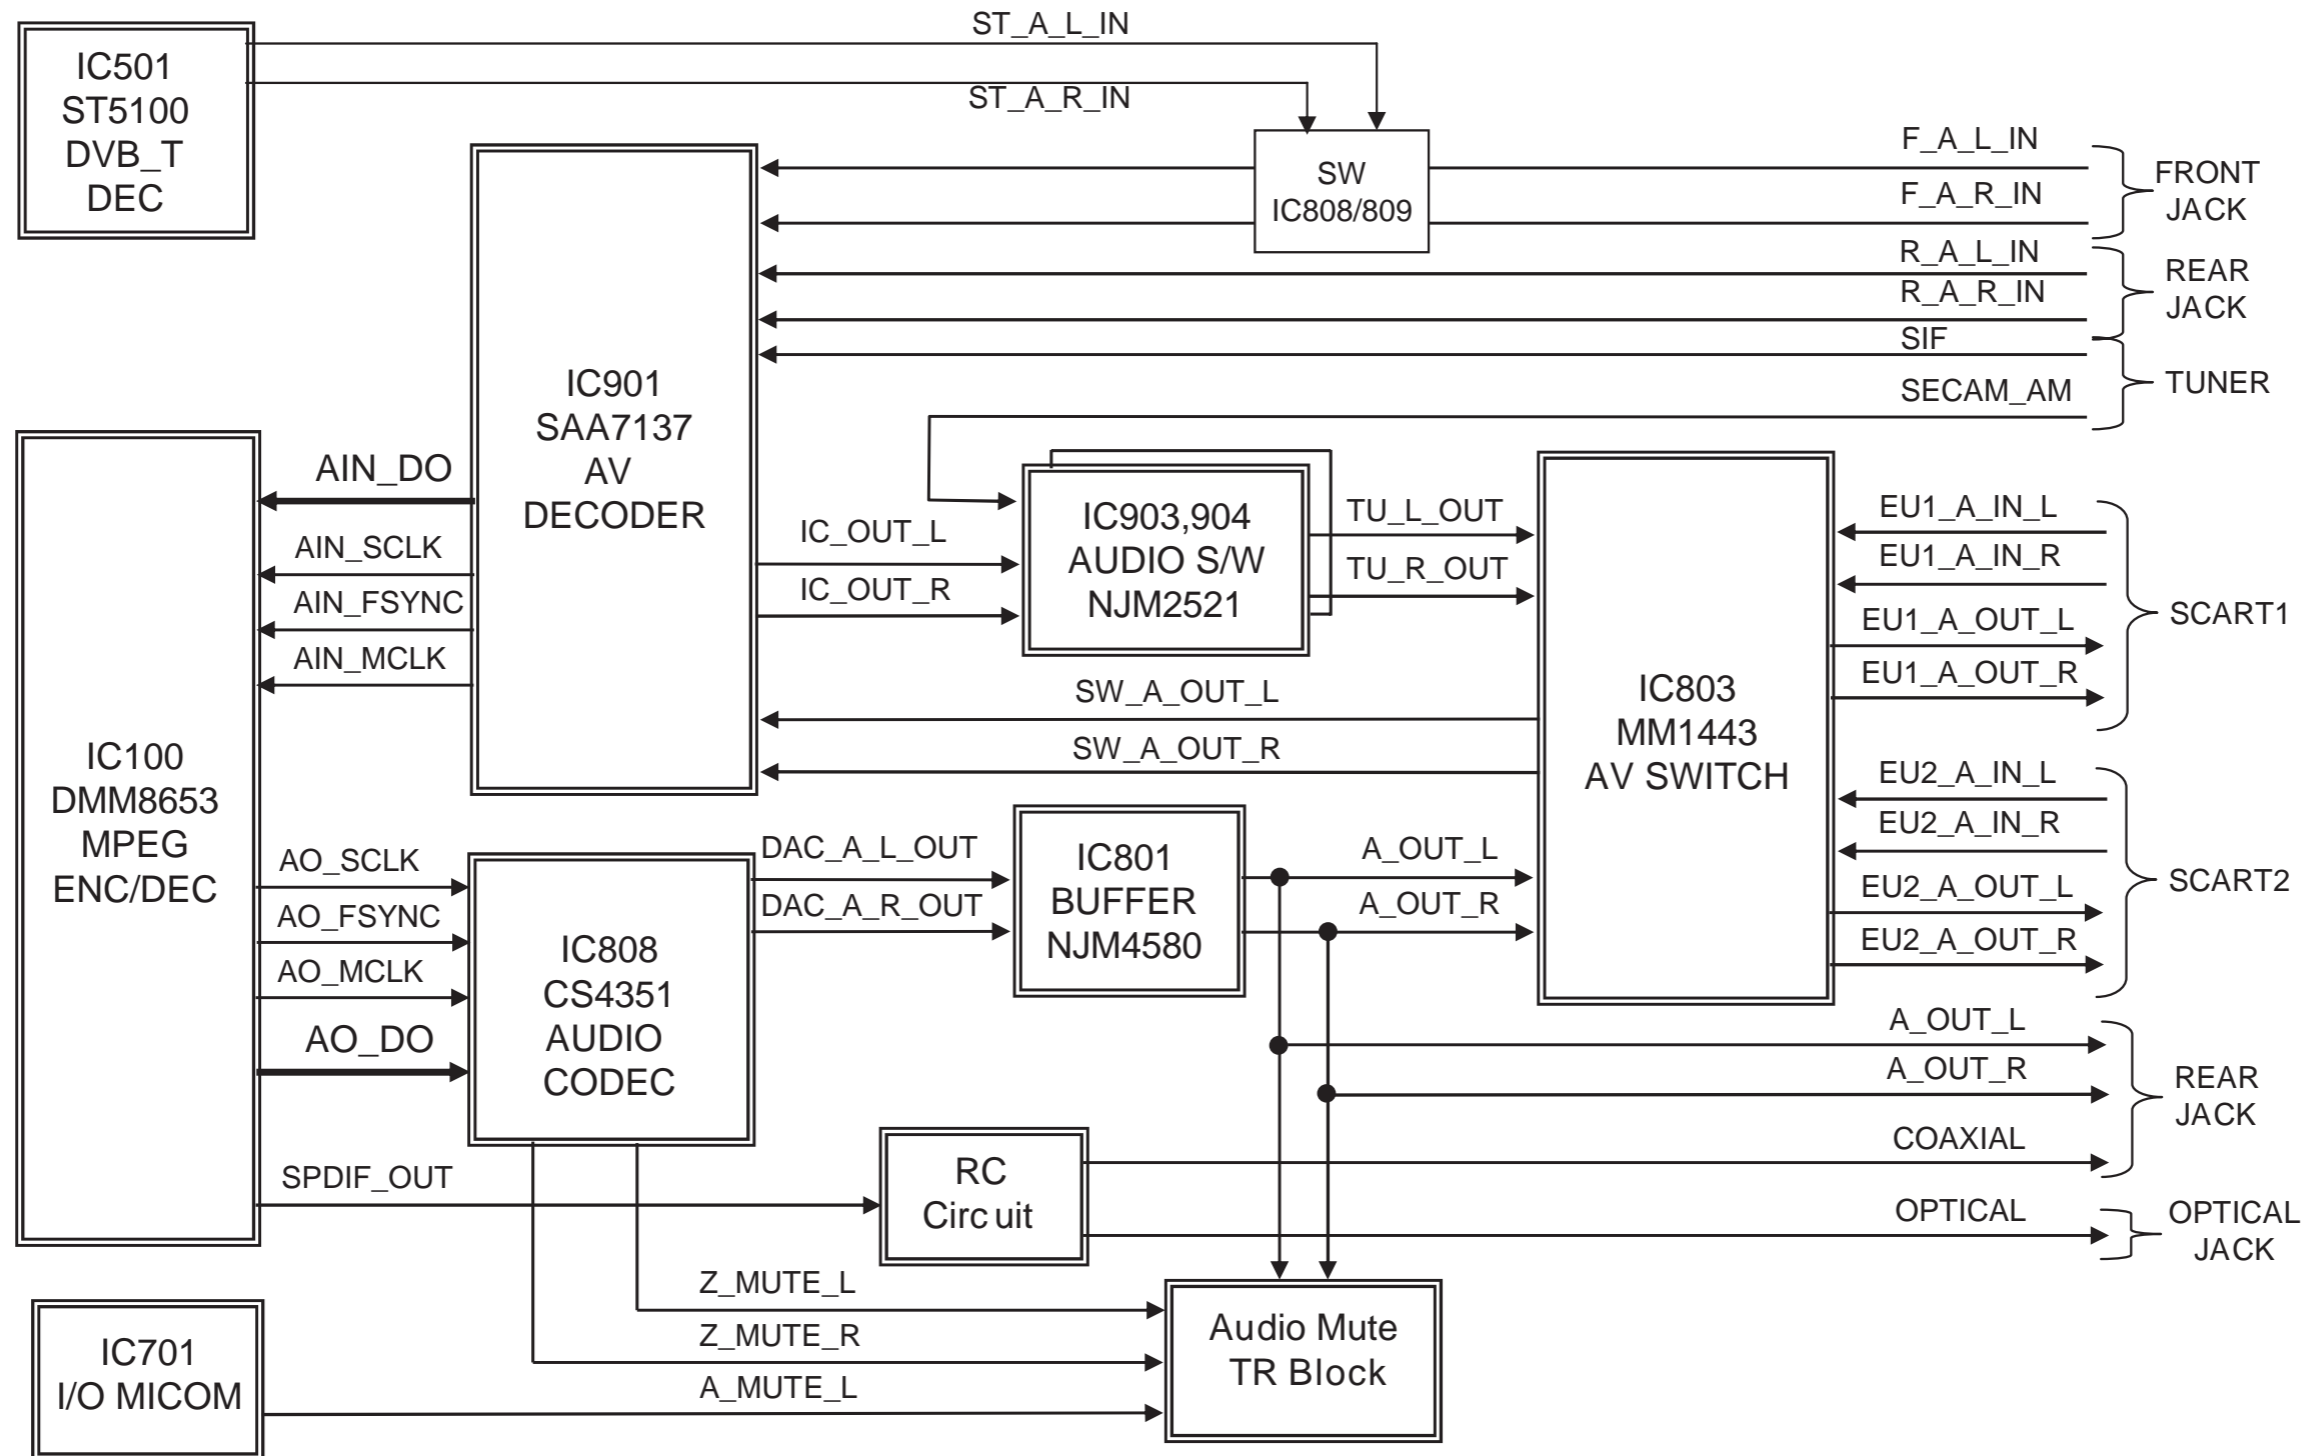 ST_A_L_IN
IC501
ST5100
DVB_T
DEC
ST_A_R_IN
SW
IC808/809
F_A_L_IN
F_A_R_IN
FRONT
JACK
R_A_L_IN
R_A_R_IN
REAR
JACK
SIF
SECAM_AM
TUNER
IC901
SAA7137
AV
DECODER
AIN_DO
AIN_SCLK
AIN_FSYNC
AIN_MCLK
IC_OUT_L
IC_OUT_R
IC903,904
AUDIO S/W
NJM2521
TU_L_OUT
TU_R_OUT
EU1_A_IN_L
EU1_A_IN_R
EU1_A_OUT_L
EU1_A_OUT_R
SCART1
SW_A_OUT_L
SW_A_OUT_R
IC803
MM1443
AV SWITCH
IC100
DMM8653
MPEG
ENC/DEC
EU2_A_IN_L
EU2_A_IN_R
EU2_A_OUT_L
EU2_A_OUT_R
SCART2
AO_SCLK
AO_FSYNC
AO_MCLK
AO_DO
DAC_A_L_OUT
DAC_A_R_OUT
IC801
BUFFER
NJM4580
A_OUT_L
A_OUT_R
IC808
CS4351
AUDIO
CODEC
A_OUT_L
A_OUT_R
COAXIAL
REAR
JACK
SPDIF_OUT
RC
Circuit
OPTICAL
OPTICAL
JACK
Z_MUTE_L
Z_MUTE_R
A_MUTE_L
Audio Mute
TR Block
IC701
I/O MICOM